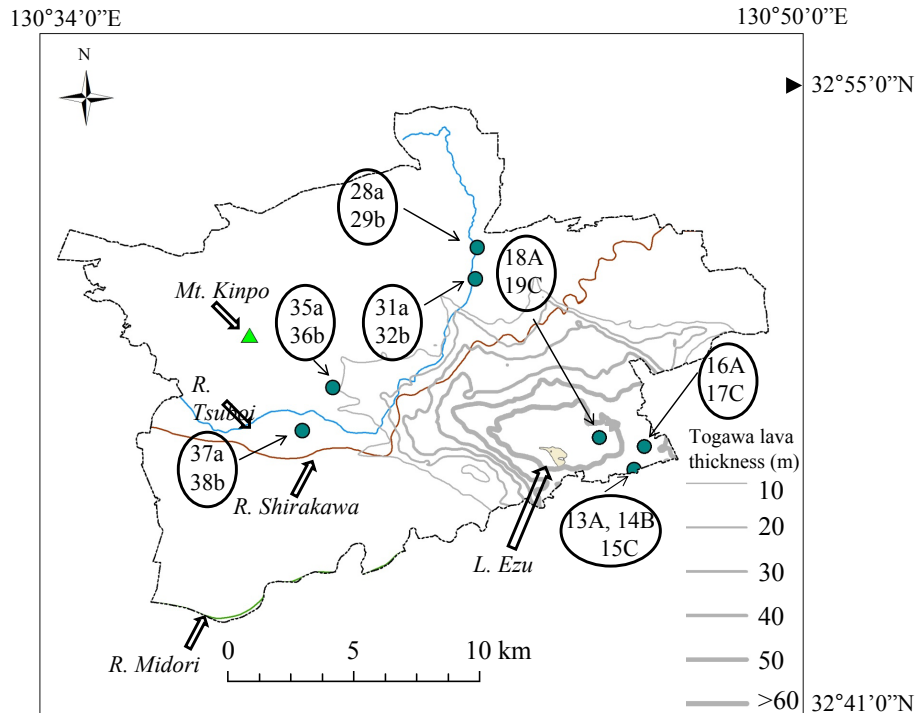 130°34’0”E
130°50’0”E
N
32°55’0”N
28a
29b
18A
19C
Mt. Kinpo
35a
36b
31a
32b
16A
17C
R.
Tsuboi
37a
38b
R. Shirakawa
Togawa lava
thickness (m)
10
13A, 14B
15C
20
L. Ezu
30
40
R. Midori
0
5
10 km
50
>60
32°41’0”N